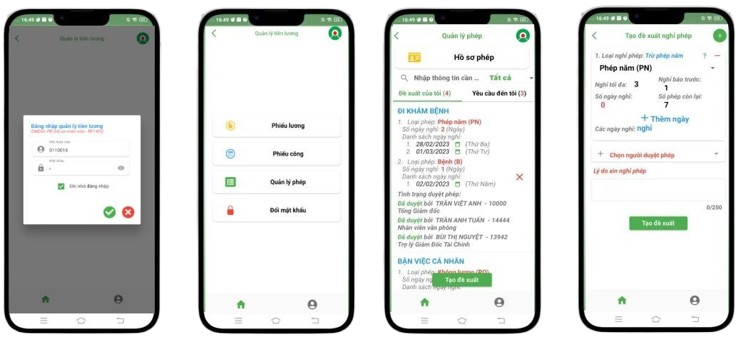 16:49
Quản lý tiền lương
Đăng nhập quản lý tiền lương
0110014
Ghi nhớ đăng nhập
16:49
Quản lý tiền lương
Phiếu lương
Phiếu công
Quản lý phép
Đổi mật khẩu
16:49
Quản lý phép
Hồ sơ phép
Nhập thông tin cần ... Tất cả
Đề xuất của tôi (4) Yêu cầu đến tôi (3)
ĐI KHÁM BỆNH
1. Loại phép: Phép năm (PN)
Số ngày nghỉ: 2 (Ngày)
Danh sách ngày nghỉ:
1. 28/02/2023 (Thứ Ba)
2. 01/03/2023 (Thứ Tư)
2. Loại phép: Bệnh (B)
Số ngày nghỉ: 1 (Ngày)
Danh sách ngày nghỉ:
1. 02/02/2023 (Thứ Năm)
Tình trạng duyệt phép:
Đã duyệt bởi TRẦN VIỆT ANH - 10000
Tổng Giám đốc
Đã duyệt bởi TRẦN ANH TUẤN - 14444
Nhân viên văn phòng
Đã duyệt bởi BÙI THỊ NGUYỆT - 13942
Trợ lý Giám Đốc Tài Chính
BẬN VIỆC CÁ NHÂN
1. Loại phép: Không lương (RO)
Số ngày
Danh sách ngày nghỉ
Tạo đề xuất
16:49
Tạo đề xuất nghỉ phép
1. Loại nghỉ phép: Trừ phép năm ?
Phép năm (PN)
Nghỉ tối đa: 3 Nghỉ báo trước: 1
Số ngày nghỉ: 0 Số phép còn lại: 7
+ Thêm ngày
Các ngày nghỉ: nghỉ
+ Chọn người duyệt phép
Lý do xin nghỉ phép
0/250
Tạo đề xuất